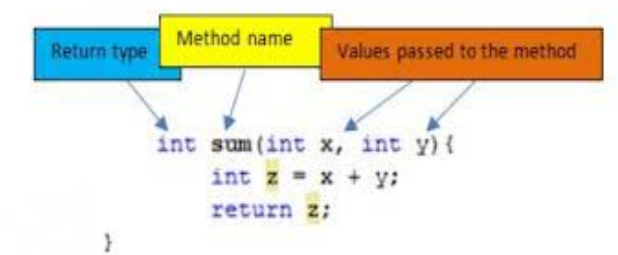 Return type
Method name
Values passed to the method
int sum(int x, int y){
int z = x + y;
return z;
}